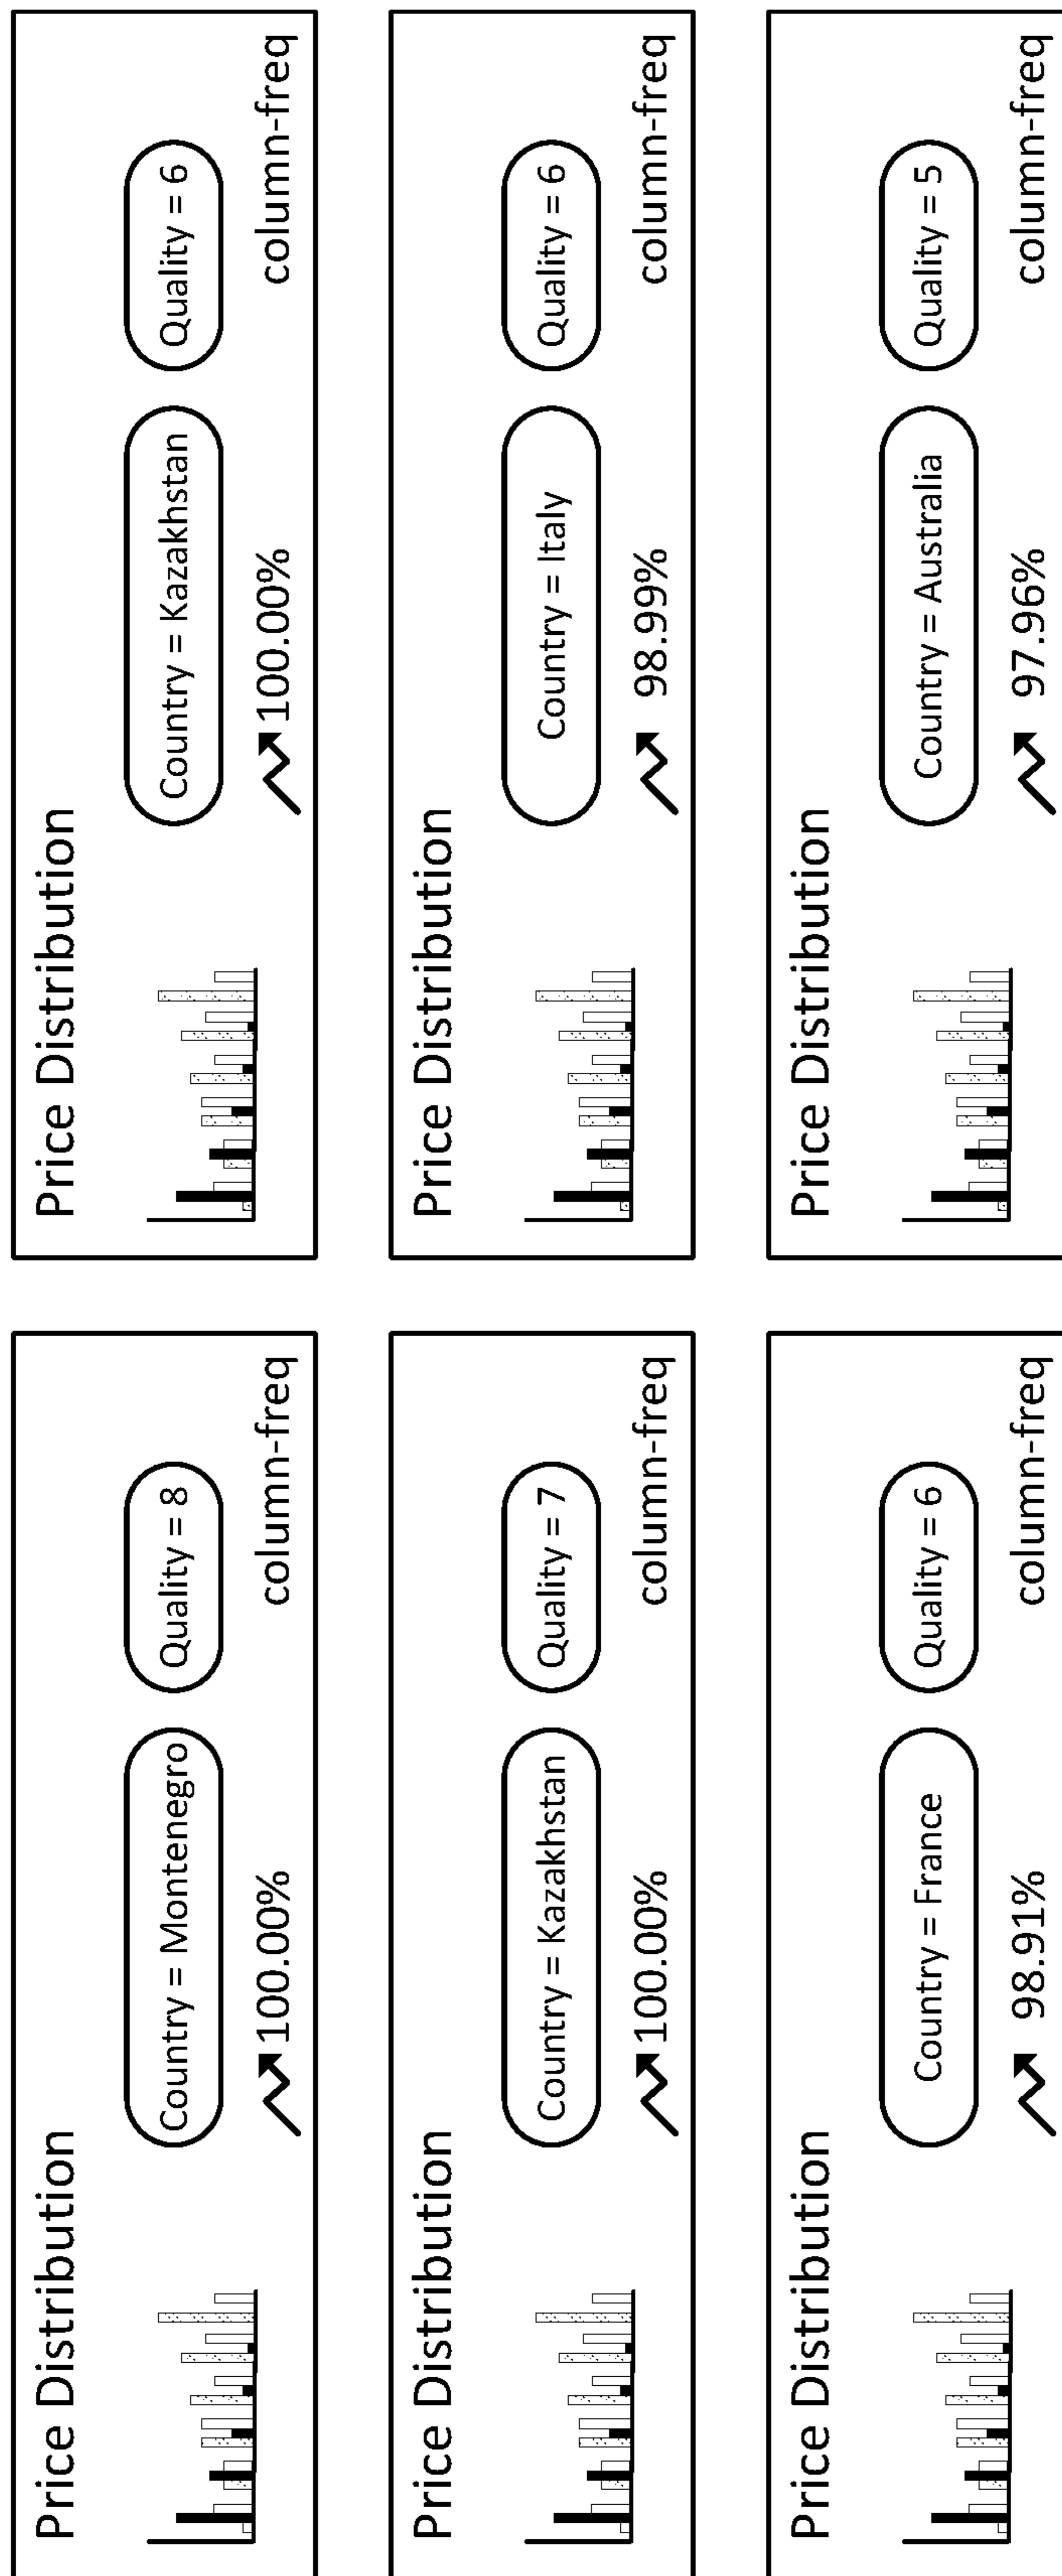 Price Distribution
Country = Montenegro
Quality = 8
100.00%
column-freq
Price Distribution
Country = Kazakhstan
Quality = 6
100.00%
column-freq
Price Distribution
Country = Kazakhstan
Quality = 7
100.00%
column-freq
Price Distribution
Country = Italy
Quality = 6
98.99%
column-freq
Price Distribution
Country = France
Quality = 6
98.91%
column-freq
Price Distribution
Country = Australia
Quality = 5
97.96%
column-freq